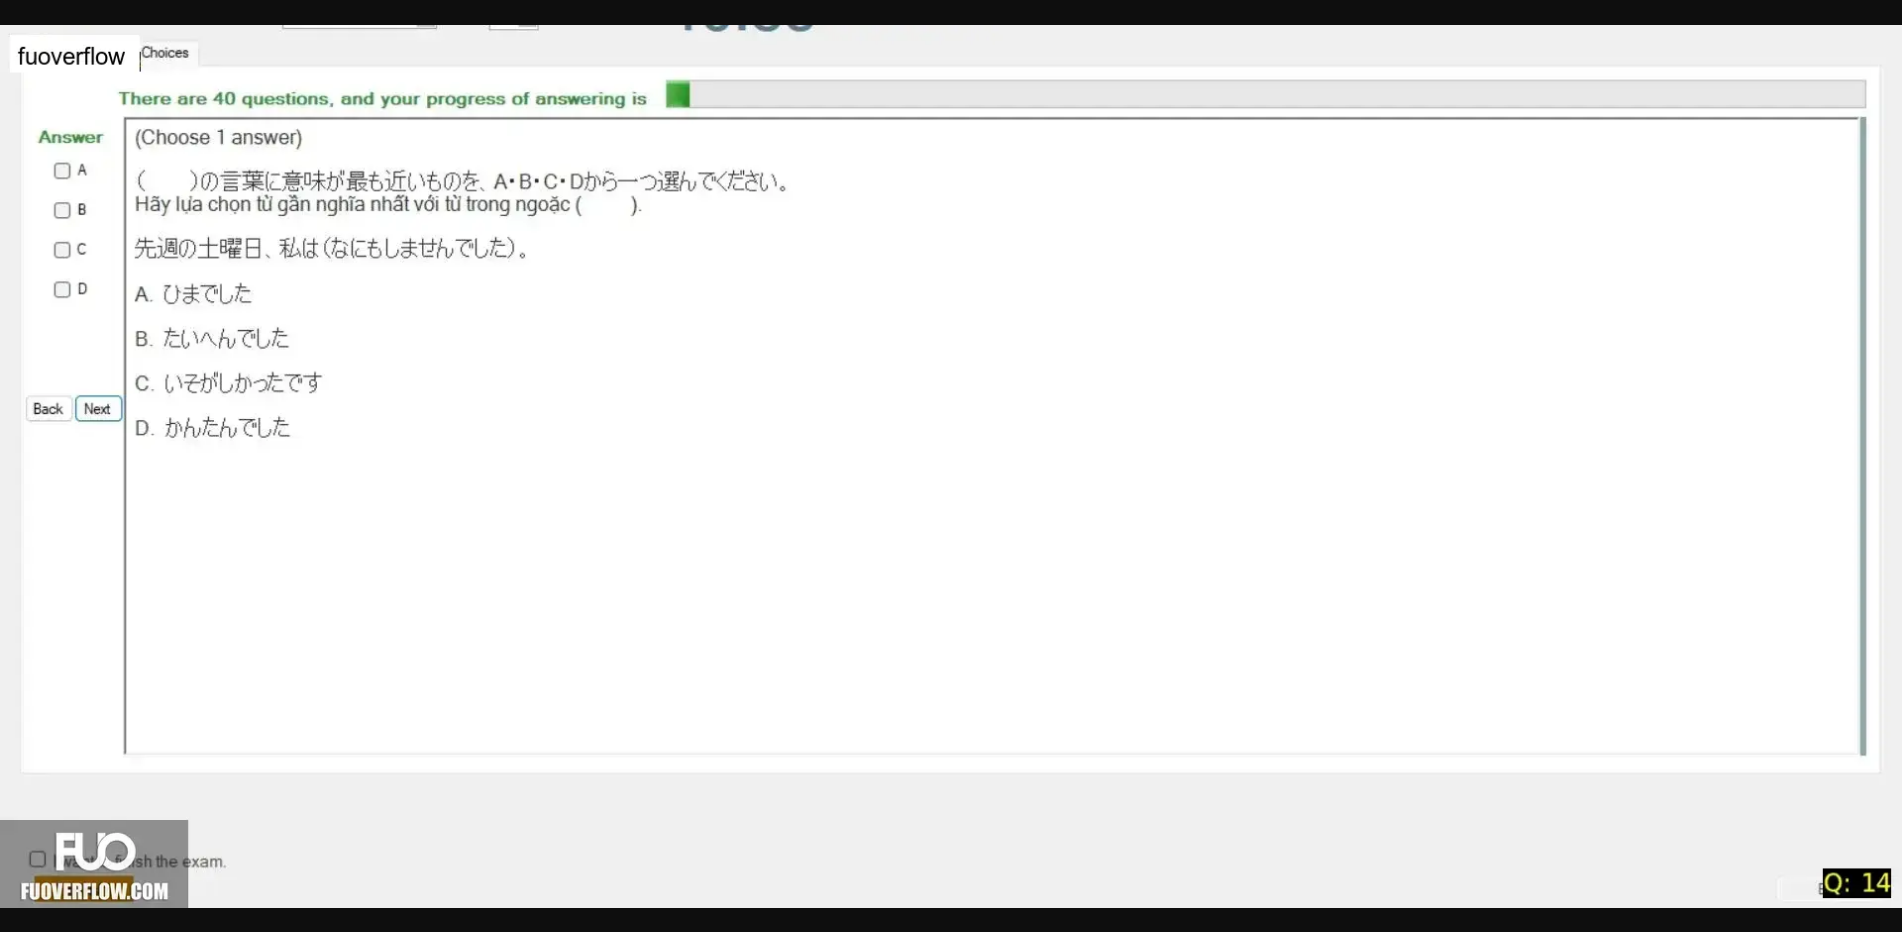 fuoverflow
Choices
There are 40 questions, and your progress of answering is
Answer
(Choose 1 answer)
A
(　　)の言葉に意味が最も近いものを、A・B・C・Dから一つ選んでください。
B
Hãy lựa chọn từ gần nghĩa nhất với từ trong ngoặc (　　).
C
先週の土曜日、私は(なにもしませんでした)。
D
A. ひまでした
B. たいへんでした
C. いそがしかったです
Back
Next
D. かんたんでした
FUO
the exam.
FUOVERFLOW.COM
Q: 14